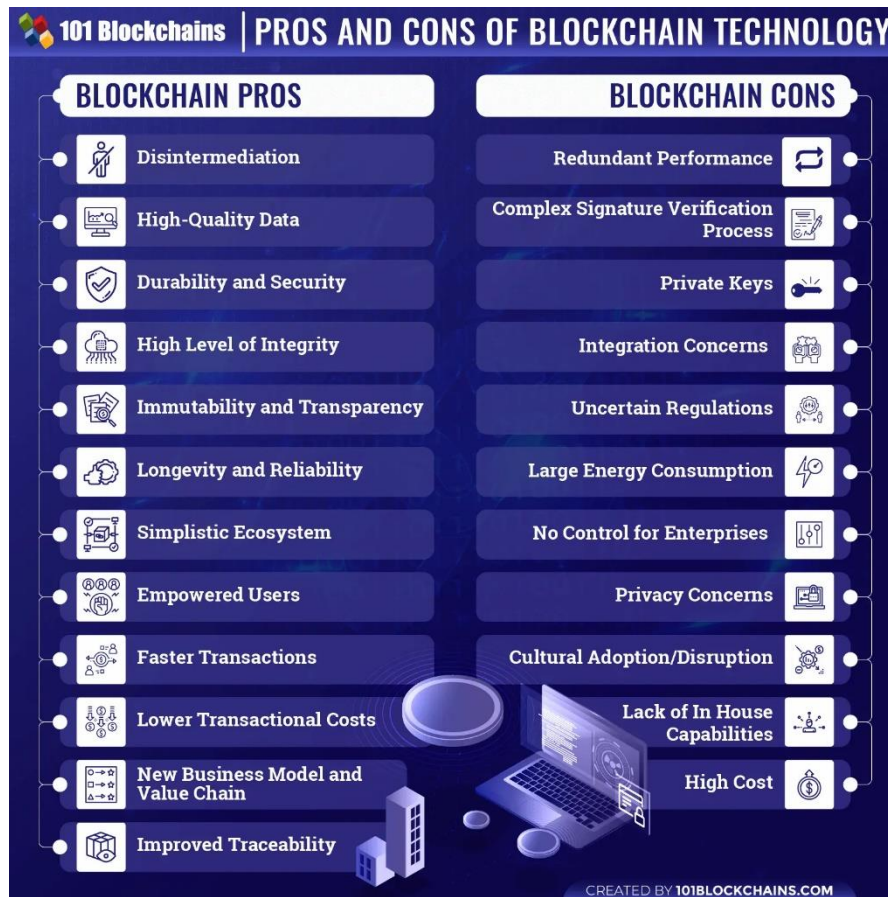 101 Blockchains
PROS AND CONS OF BLOCKCHAIN TECHNOLOGY
BLOCKCHAIN PROS
Disintermediation
High-Quality Data
Durability and Security
High Level of Integrity
Immutability and Transparency
Longevity and Reliability
Simplistic Ecosystem
Empowered Users
Faster Transactions
Lower Transactional Costs
New Business Model and
Value Chain
Improved Traceability
BLOCKCHAIN CONS
Redundant Performance
Complex Signature Verification
Process
Private Keys
Integration Concerns
Uncertain Regulations
Large Energy Consumption
No Control for Enterprises
Privacy Concerns
Cultural Adoption/Disruption
Lack of In House
Capabilities
High Cost
CREATED BY 101BLOCKCHAINS.COM